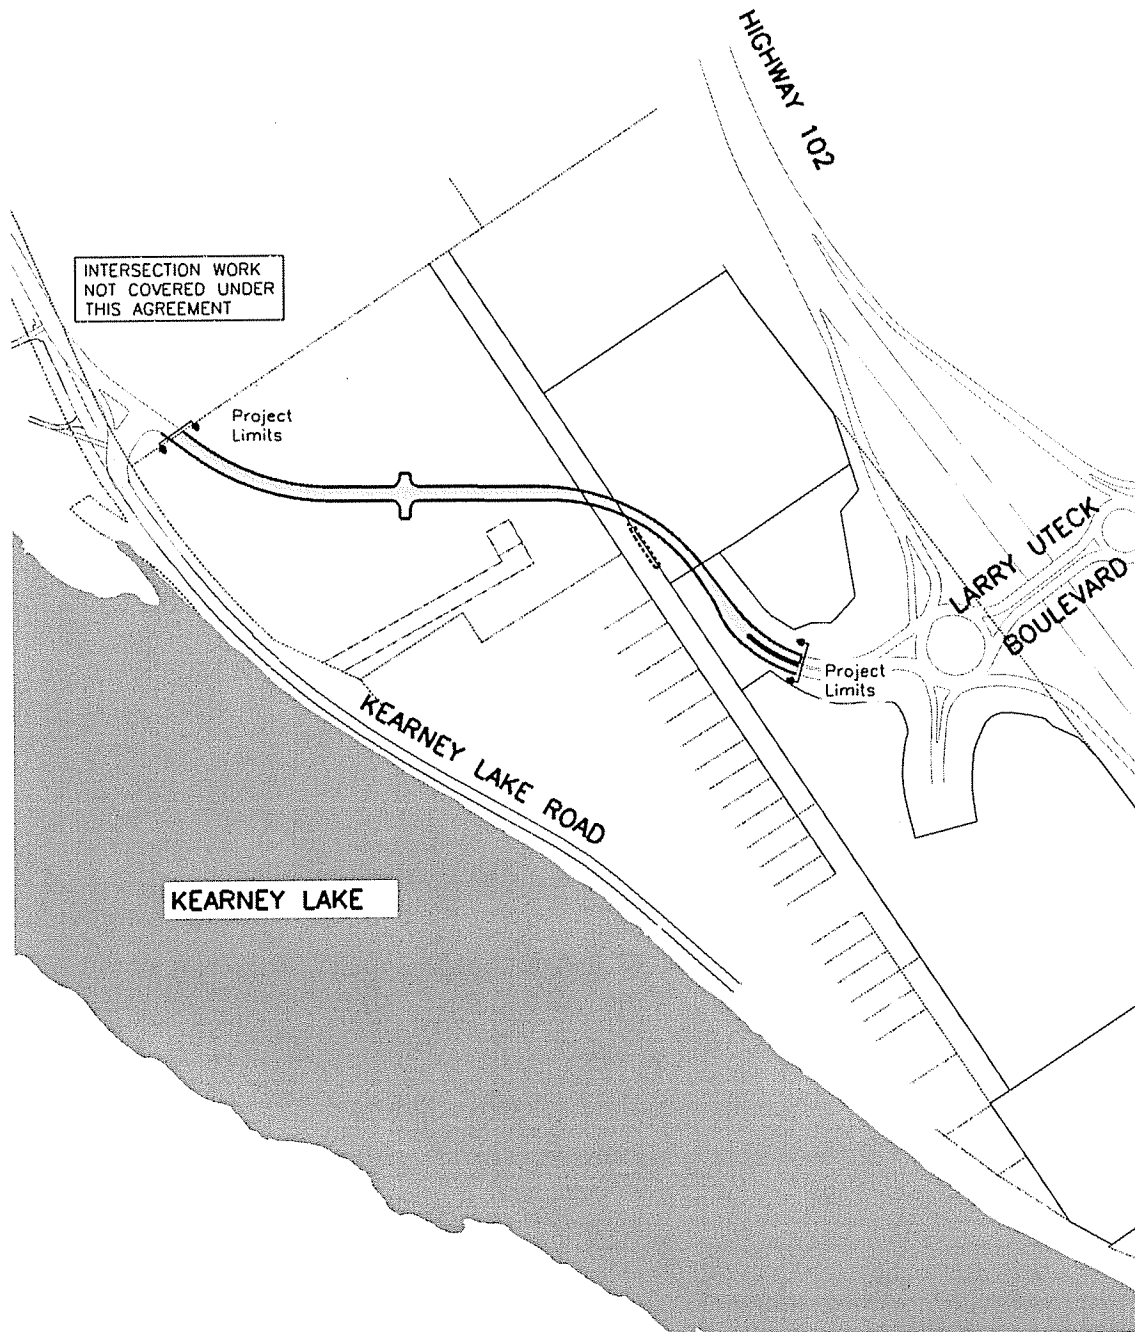 HIGHWAY 102
INTERSECTION WORK
NOT COVERED UNDER
THIS AGREEMENT
Project
Limits
LARRY UTECK
BOULEVARD
Project
Limits
KEARNEY LAKE ROAD
KEARNEY LAKE